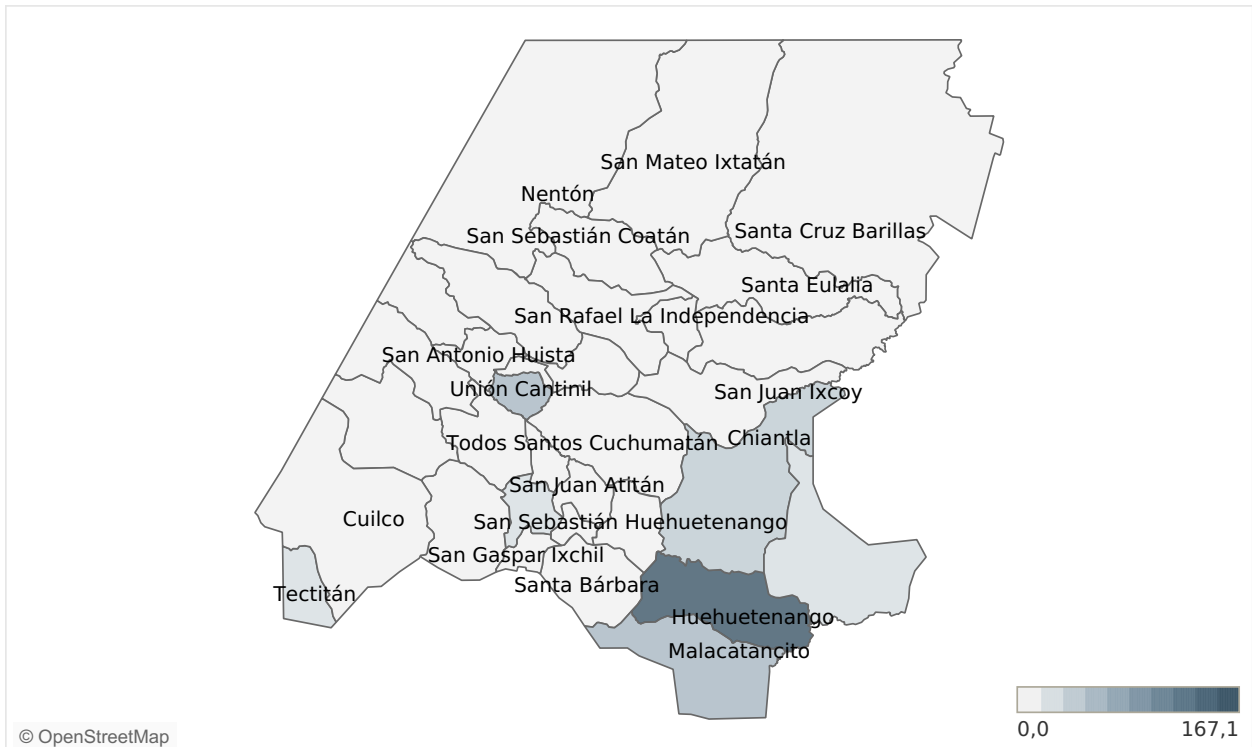 San Mateo Ixtatán
Nentón
Santa Cruz Barillas
San Sebastián Coatán
Santa Eulalia
San Rafael La Independencia
San Antonio Huista
Unión Cantinil
San Juan Ixcoy
Chiantla
Todos Santos Cuchumatán
San Juan Atitán
Cuilco
San Sebastián Huehuetenango
San Gaspar Ixchil
Santa Bárbara
Tectitán
Huehuetenango
Malacatancito
0,0
167,1
© OpenStreetMap